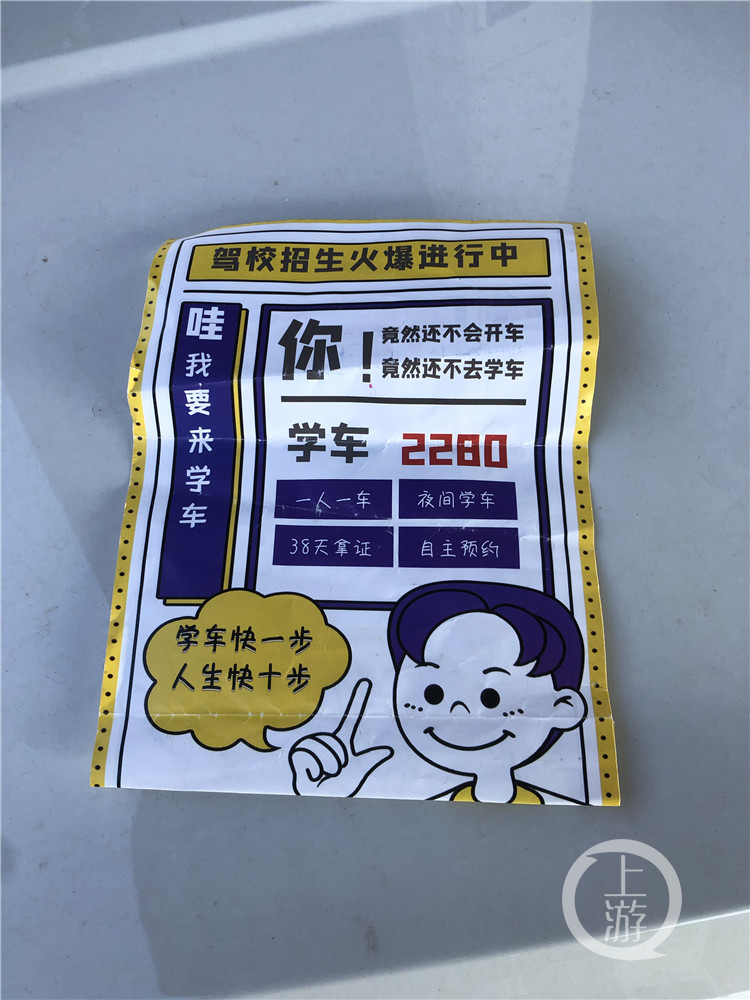 驾校招生火爆进行中
哇我要来学车
你!
竟然还不会开车
竟然还不去学车
学车 2280
一人一车 夜间学车
38天拿证 自主预约
学车快一步
人生快十步
上游